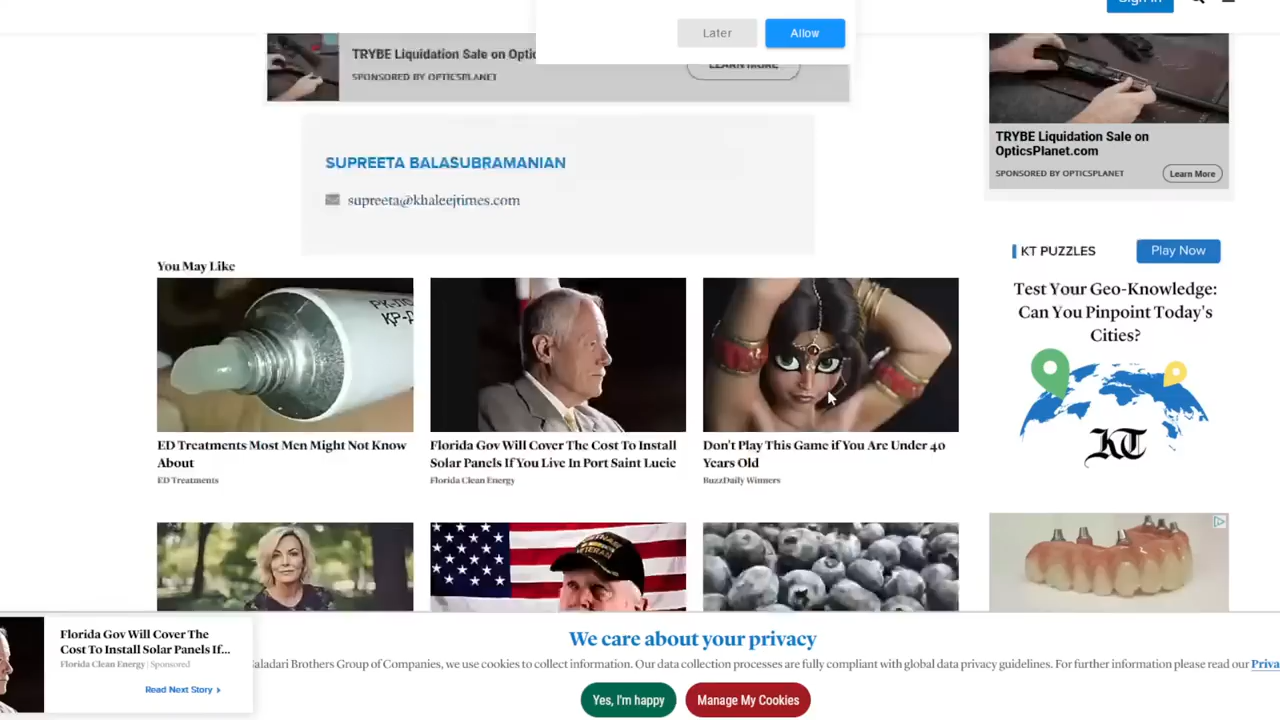 Sign In
Later
Allow
TRYBE Liquidation Sale on Optic
SPONSORED BY OPTICSPLANET
LEARN MORE
TRYBE Liquidation Sale on
OpticsPlanet.com
SPONSORED BY OPTICSPLANET
Learn More
SUPREETA BALASUBRAMANIAN
supreeta@khaleejtimes.com
You May Like
KT PUZZLES
Play Now
Test Your Geo-Knowledge:
Can You Pinpoint Today's
Cities?
KT
ED Treatments Most Men Might Not Know
About
ED Treatments
Florida Gov Will Cover The Cost To Install
Solar Panels If You Live In Port Saint Lucie
Florida Clean Energy
Don't Play This Game if You Are Under 40
Years Old
BuzzDaily Winners
VETERAN
Florida Gov Will Cover The
Cost To Install Solar Panels If...
Florida Clean Energy | Sponsored
Read Next Story
We care about your privacy
aladari Brothers Group of Companies, we use cookies to collect information. Our data collection processes are fully compliant with global data privacy guidelines. For further information please read our Priva
Yes, I'm happy
Manage My Cookies